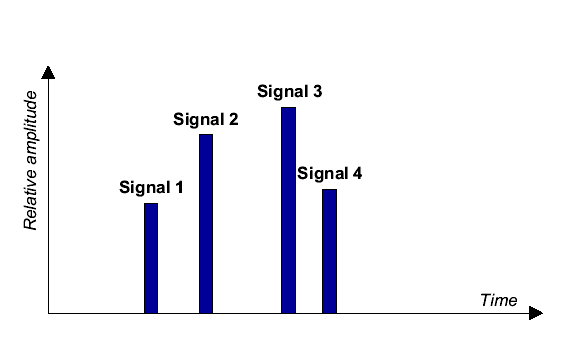 Signal 3
Signal 2
Signal 4
Signal 1
Relative amplitude
Time